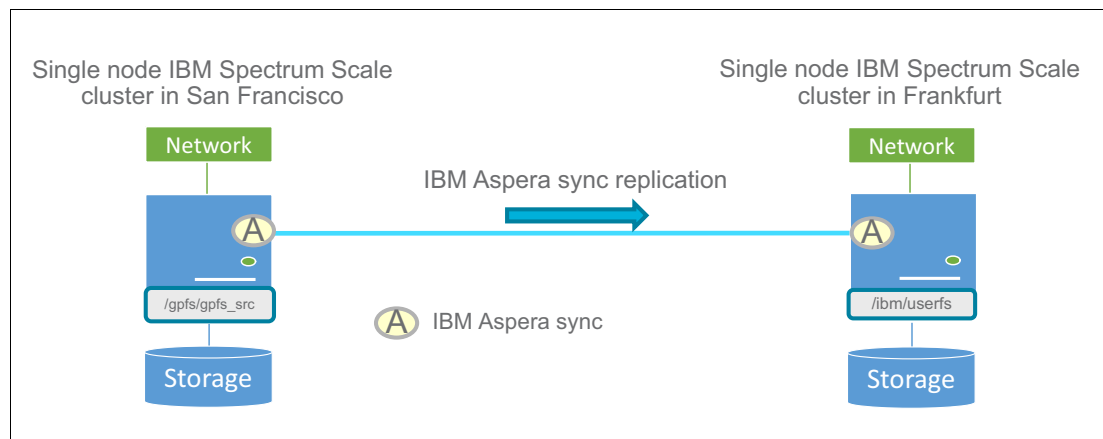 Single node IBM Spectrum Scale
cluster in San Francisco
Single node IBM Spectrum Scale
cluster in Frankfurt
Network
Network
IBM Aspera sync replication
A
A
/gpfs/gpfs_src
/ibm/userfs
A
IBM Aspera sync
Storage
Storage